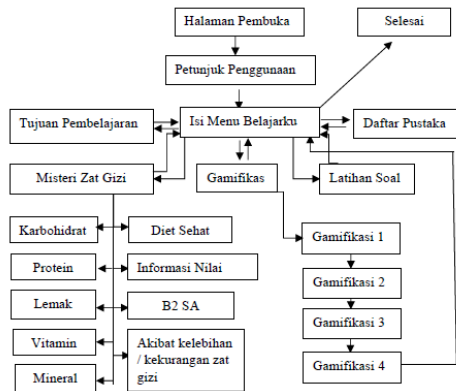 Halaman Pembuka
Selesai
Petunjuk Penggunaan
Tujuan Pembelajaran
Isi Menu Belajarku
Daftar Pustaka
Misteri Zat Gizi
Gamifikas
Latihan Soal
Karbohidrat
Diet Sehat
Gamifikasi 1
Protein
Informasi Nilai
Gamifikasi 2
Lemak
B2 SA
Gamifikasi 3
Vitamin
Akibat kelebihan
/ kekurangan zat
gizi
Gamifikasi 4
Mineral